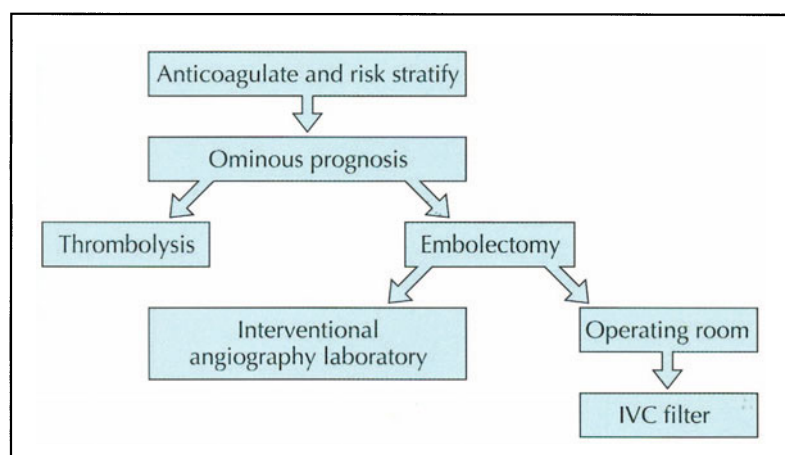 Anticoagulate and risk stratify
Ominous prognosis
Thrombolysis
Embolectomy
Interventional
angiography laboratory
Operating room
IVC filter